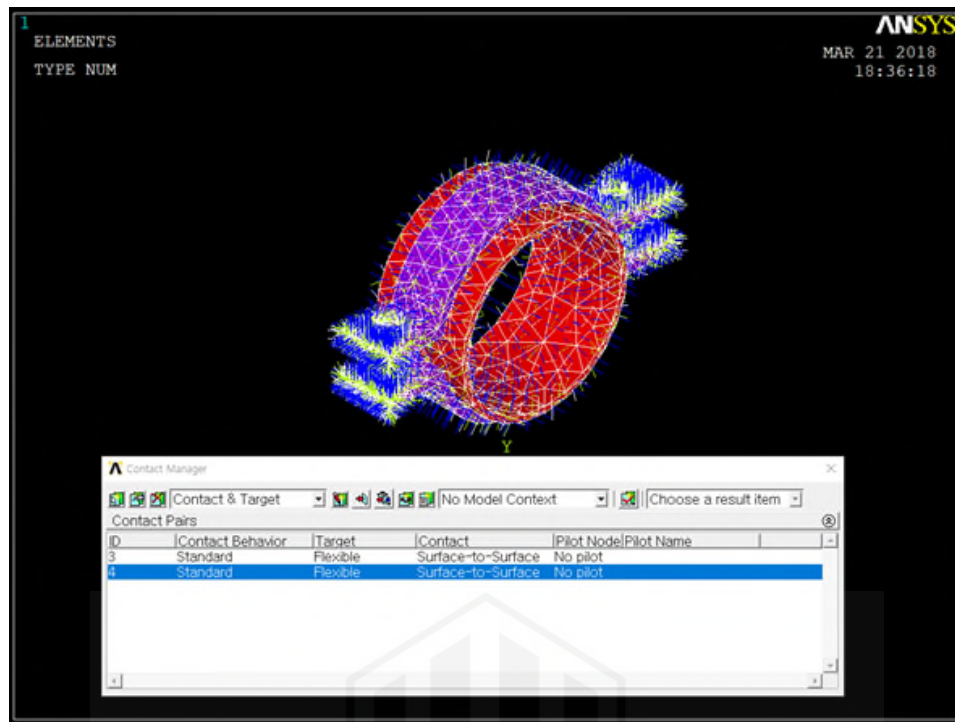 1
ELEMENTS
TYPE NUM
ANSYS
MAR 21 2018
18:36:18
Y
Contact Manager
Contact & Target
No Model Context
Choose a result item
Contact Pairs
ID Contact Behavior Target Contact Pilot Node Pilot Name
3 Standard Flexible Surface-to-Surface No pilot
4 Standard Flexible Surface-to-Surface No pilot